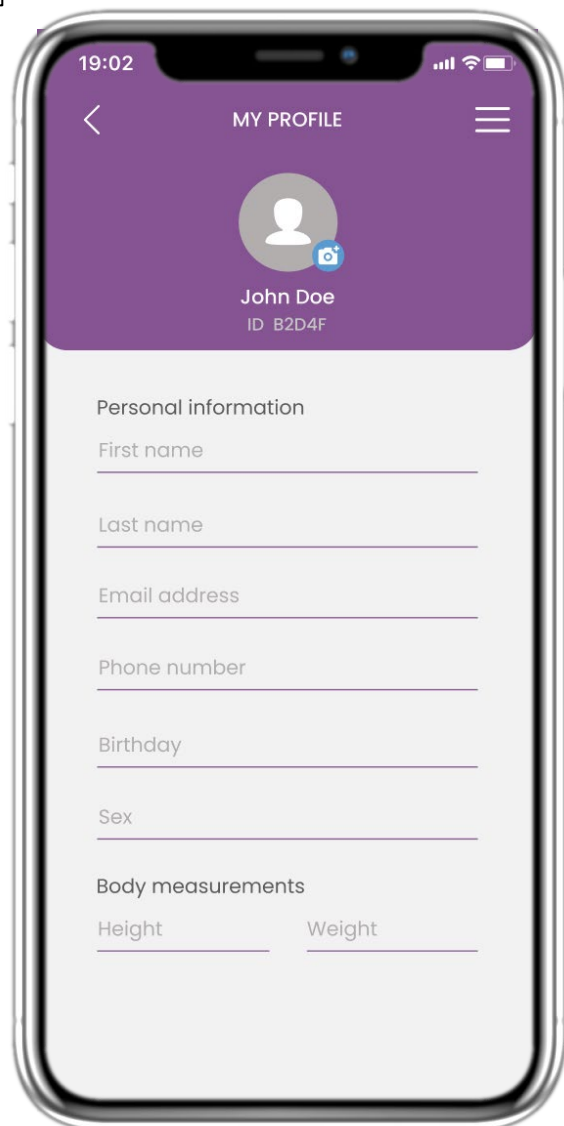 19:02
MY PROFILE
John Doe
ID B2D4F
Personal information
First name
Last name
Email address
Phone number
Birthday
Sex
Body measurements
Height Weight